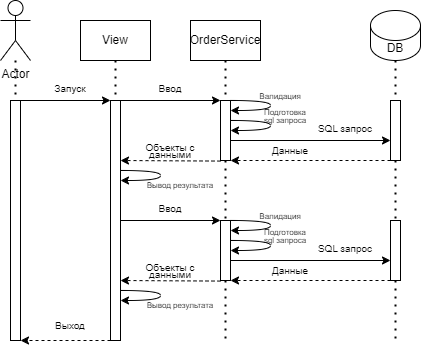 View
OrderService
DB
Actor
Запуск
Ввод
Валидация
Подготовка
sql запроса
SQL запрос
Объекты с
данными
Данные
Вывод результата
Ввод
Валидация
Подготовка
sql запроса
SQL запрос
Объекты с
данными
Данные
Вывод результата
Выход